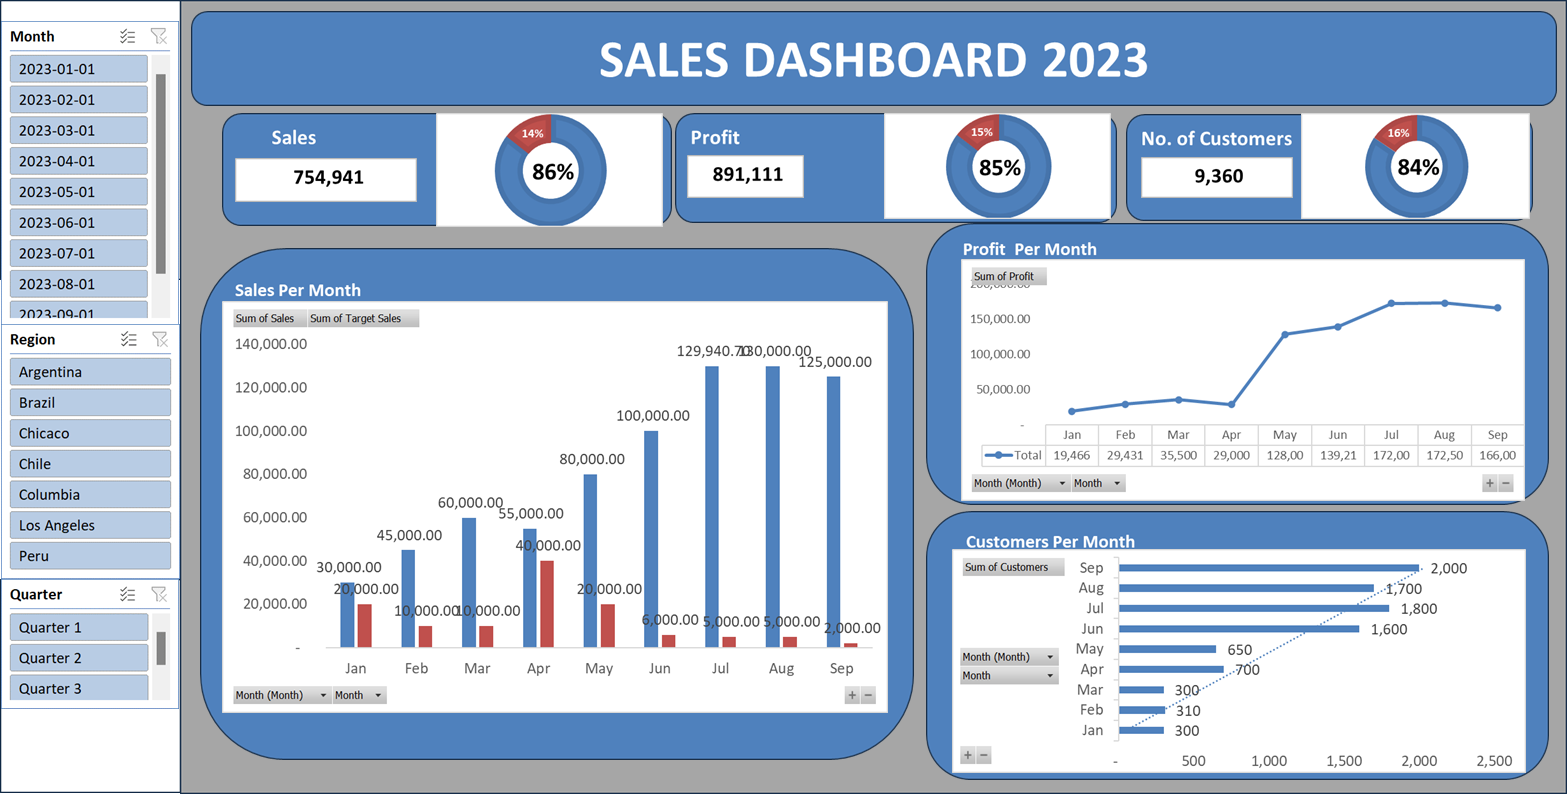 Month
2023-01-01
2023-02-01
2023-03-01
2023-04-01
2023-05-01
2023-06-01
2023-07-01
2023-08-01
2023-09-01
Region
Argentina
Brazil
Chicaco
Chile
Columbia
Los Angeles
Peru
Quarter
Quarter 1
Quarter 2
Quarter 3
SALES DASHBOARD 2023
Sales
754,941
14%
86%
Profit
891,111
15%
85%
No. of Customers
9,360
16%
84%
Sales Per Month
Sum of Sales Sum of Target Sales
140,000.00
120,000.00
100,000.00
80,000.00
60,000.00
40,000.00
20,000.00
-
30,000.00
20,000.00
45,000.00
10,000.00
60,000.00
10,000.00
55,000.00
40,000.00
80,000.00
20,000.00
100,000.00
6,000.00
129,940.70
5,000.00
130,000.00
5,000.00
125,000.00
2,000.00
Jan Feb Mar Apr May Jun Jul Aug Sep
Month (Month) Month
+ −
Profit Per Month
Sum of Profit
200,000.00
150,000.00
100,000.00
50,000.00
-
Jan Feb Mar Apr May Jun Jul Aug Sep
Total 19,466 29,431 35,500 29,000 128,00 139,21 172,00 172,50 166,00
Month (Month) Month
+ −
Customers Per Month
Sum of Customers
Sep 2,000
Aug 1,700
Jul 1,800
Jun 1,600
May 650
Apr 700
Mar 300
Feb 310
Jan 300
Month (Month)
Month
+ −
- 500 1,000 1,500 2,000 2,500